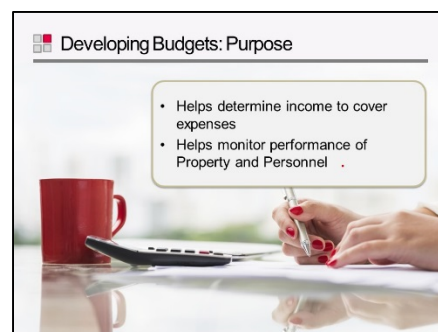 Developing Budgets: Purpose
• Helps determine income to cover
expenses
• Helps monitor performance of
Property and Personnel .